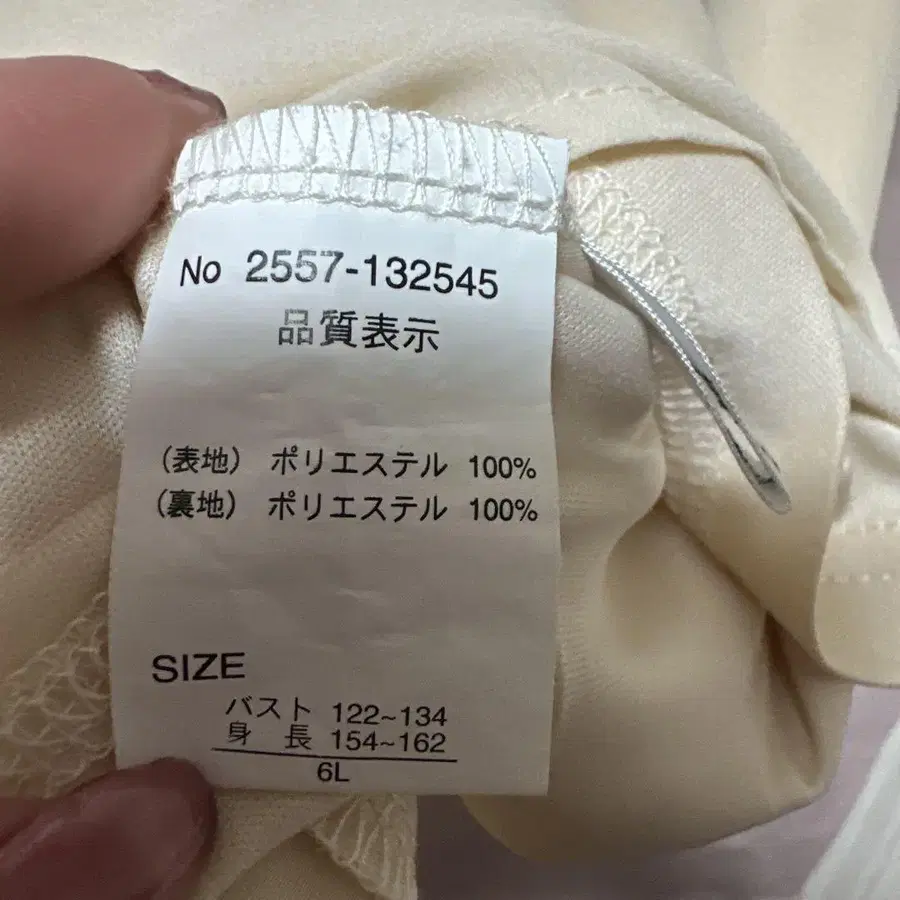 No 2557-132545
品質表示
（表地） ポリエステル 100%
（裏地） ポリエステル 100%
SIZE
バスト 122~134
身長 154~162
6L